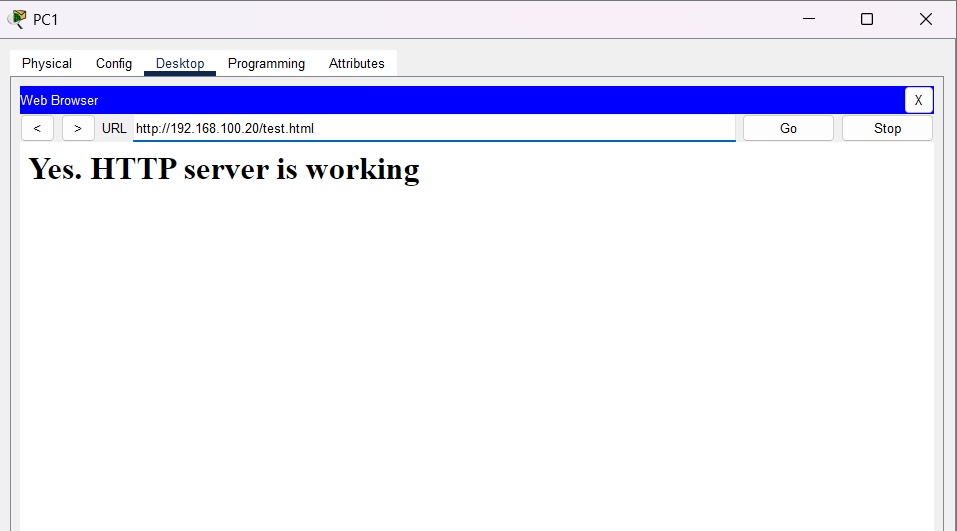 PC1
Physical Config Desktop Programming Attributes
Web Browser X
< > URL http://192.168.100.20/test.html Go Stop
Yes. HTTP server is working